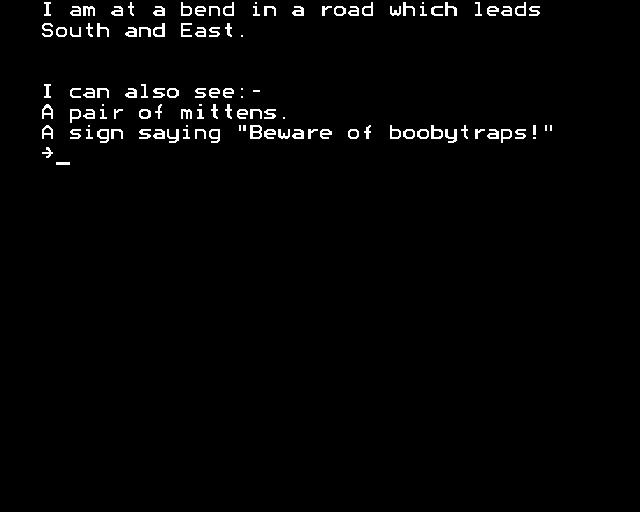 I am at a bend in a road which leads
South and East.
I can also see:-
A pair of mittens.
A sign saying "Beware of boobytraps!"
→_